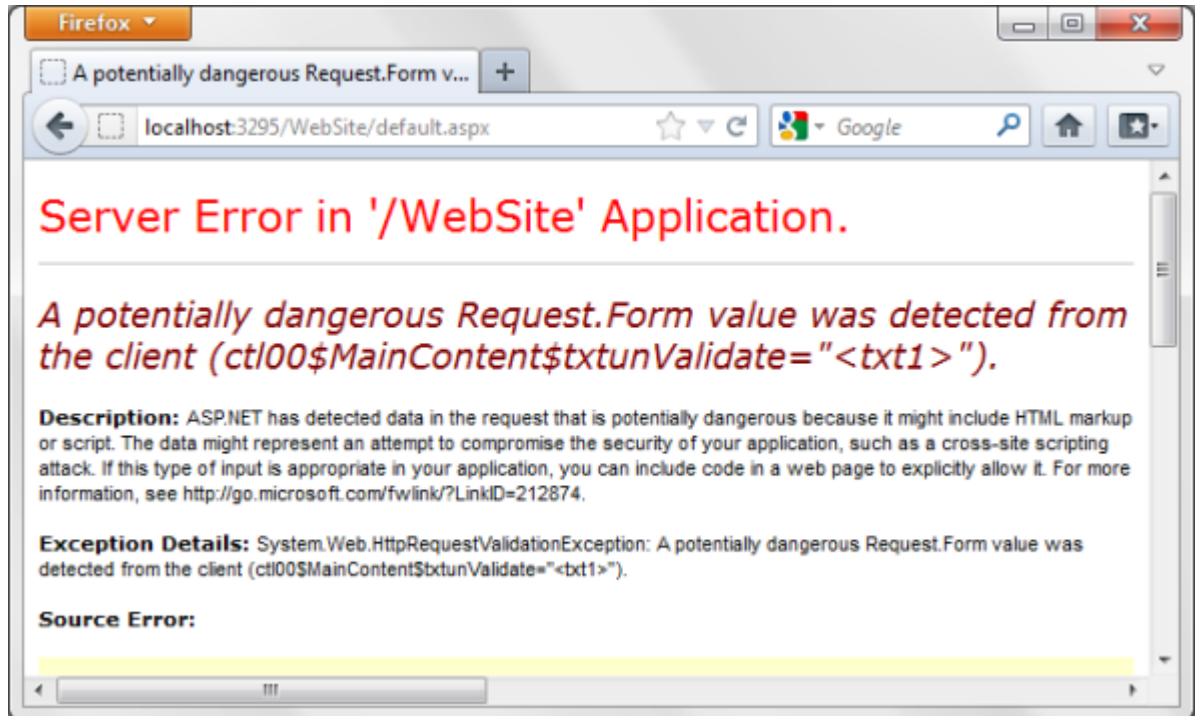 Firefox
A potentially dangerous Request.Form v...
localhost:3295/WebSite/default.aspx
Google
Server Error in '/WebSite' Application.
A potentially dangerous Request.Form value was detected from
the client (ctl00$MainContent$txtunValidate="<txt1>").
Description: ASP.NET has detected data in the request that is potentially dangerous because it might include HTML markup
or script. The data might represent an attempt to compromise the security of your application, such as a cross-site scripting
attack. If this type of input is appropriate in your application, you can include code in a web page to explicitly allow it. For more
information, see http://go.microsoft.com/fwlink/?LinkID=212874.
Exception Details: System.Web.HttpRequestValidationException: A potentially dangerous Request.Form value was
detected from the client (ctl00$MainContent$txtunValidate="<txt1>").
Source Error: